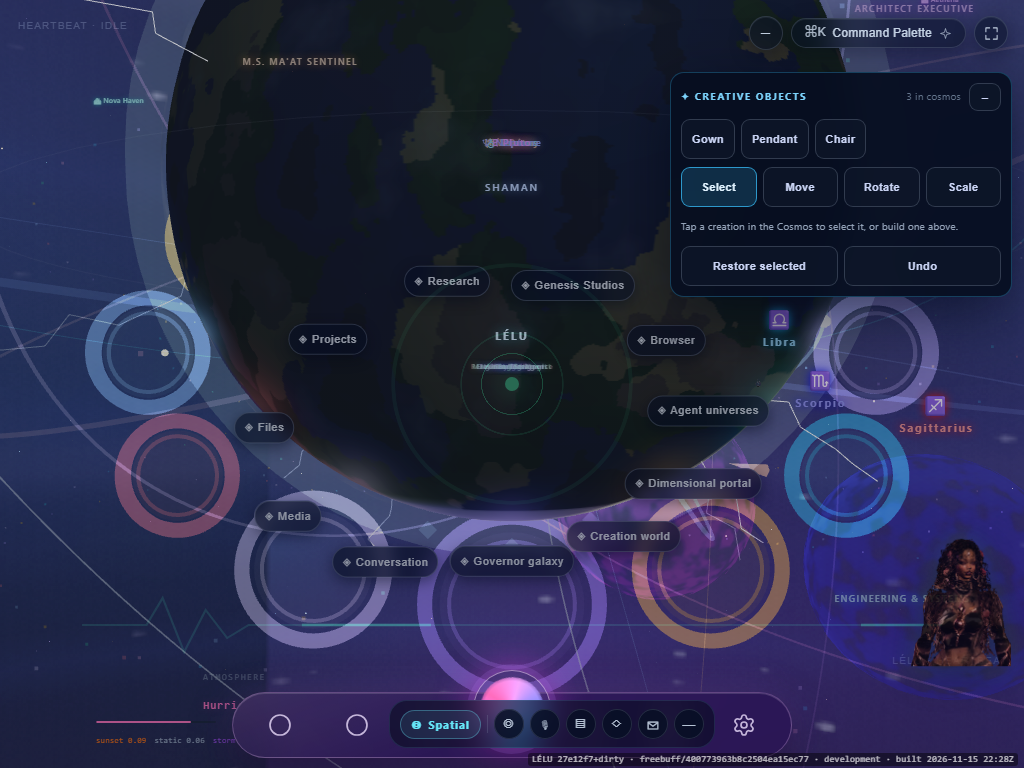 HEARTBEAT · IDLE
ARCHITECT EXECUTIVE
⌘K Command Palette
M.S. MA'AT SENTINEL
Nova Haven
✦ CREATIVE OBJECTS
3 in cosmos
Gown
Pendant
Chair
Select
Move
Rotate
Scale
Tap a creation in the Cosmos to select it, or build one above.
Restore selected
Undo
SHAMAN
Research
Genesis Studios
Projects
LÉLU
Browser
Libra
Scorpio
Sagittarius
Agent universes
Files
Dimensional portal
Media
Creation world
Conversation
Governor galaxy
ENGINEERING &
ATMOSPHERE
Hurri
Spatial
sunset 0.09 static 0.06 storm
LÉLU 27e12f7+dirty · freebuff/400773963b8c2504ea15ec77 · development · built 2026-11-15 22:28Z